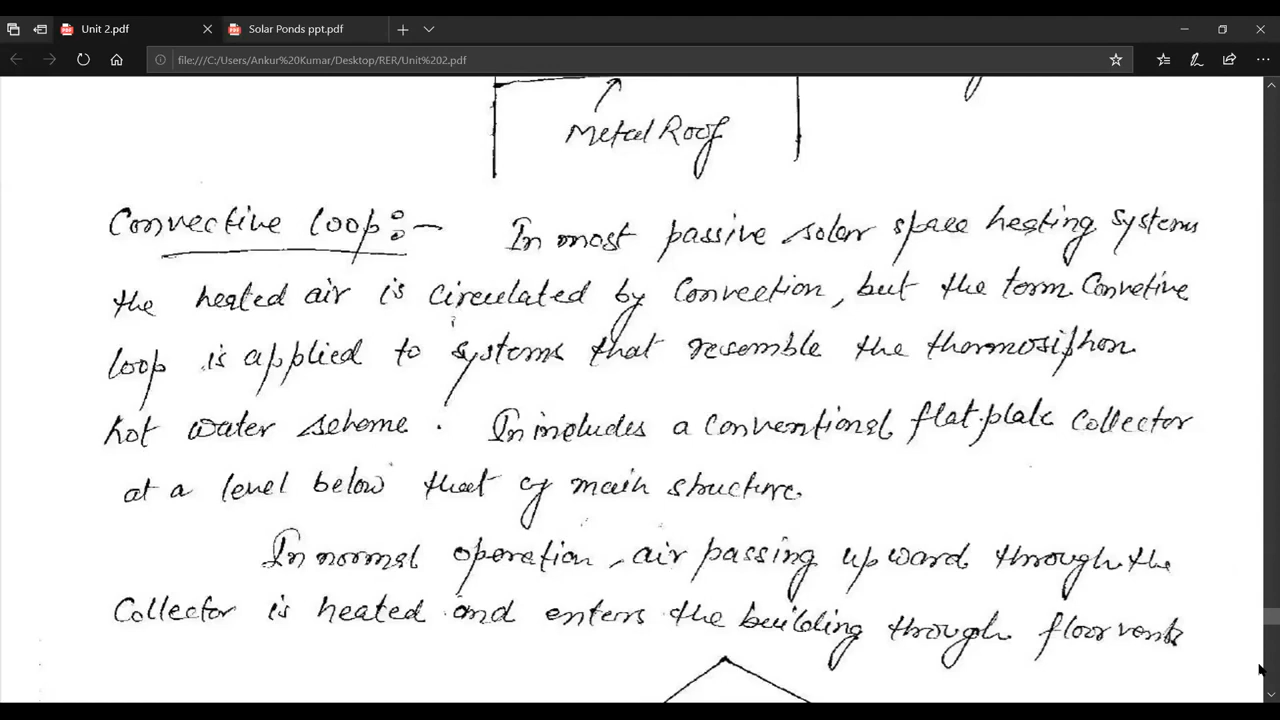 Unit 2.pdf
Solar Ponds ppt.pdf
file:///C:/Users/Ankur%20Kumar/Desktop/RER/Unit%202.pdf
Metal Roof
Convective loop:- In most passive solar space heating systems
the heated air is circulated by Convection, but the term Convetive
loop is applied to systems that resemble the thermosiphon
hot water scheme. In includes a conventional flat-plate collector
at a level below that of main structure.
In normal operation, air passing upward through the
Collector is heated and enters the building through floor vents